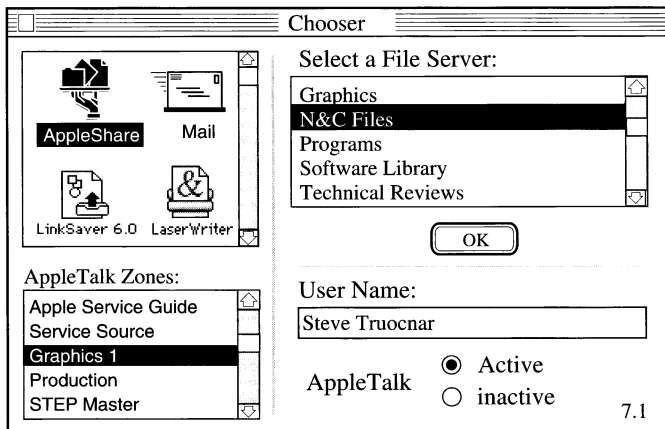 Chooser
AppleShare
Mail
LinkSaver 6.0
LaserWriter
AppleTalk Zones:
Apple Service Guide
Service Source
Graphics 1
Production
STEP Master
Select a File Server:
Graphics
N&C Files
Programs
Software Library
Technical Reviews
OK
User Name:
Steve Truocnar
AppleTalk
Active
inactive
7.1